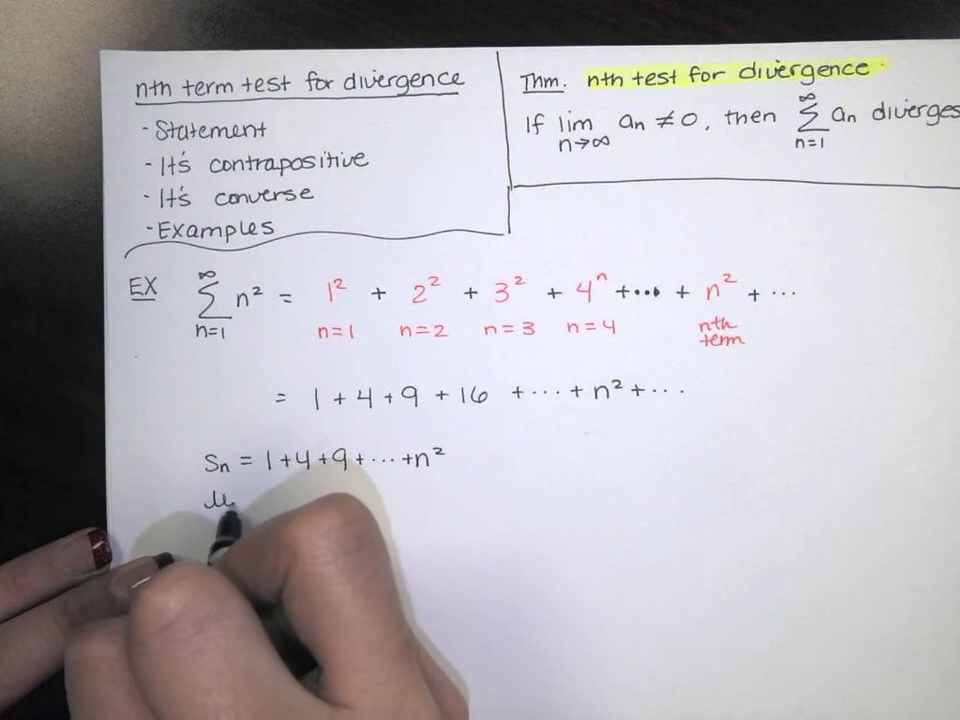 nth term test for divergence
- Statement
- It's contrapositive
- It's converse
- Examples
Thm. nth test for divergence.
If lim n→∞ an ≠ 0, then ∞ Σ n=1 an diverges
EX ∞ Σ n=1 n² = 1² + 2² + 3² + 4ⁿ + ... + n² + ...
n=1 n=2 n=3 n=4 nth term
= 1 + 4 + 9 + 16 + ... + n² + ...
Sn = 1+4+9+...+n²